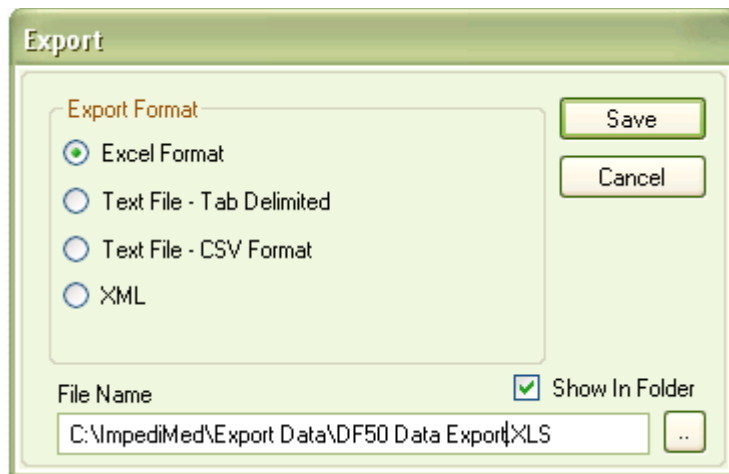 Export
Export Format
Excel Format
Text File - Tab Delimited
Text File - CSV Format
XML
Save
Cancel
File Name
Show In Folder
C:\ImpediMed\Export Data\DF50 Data Export.XLS
..